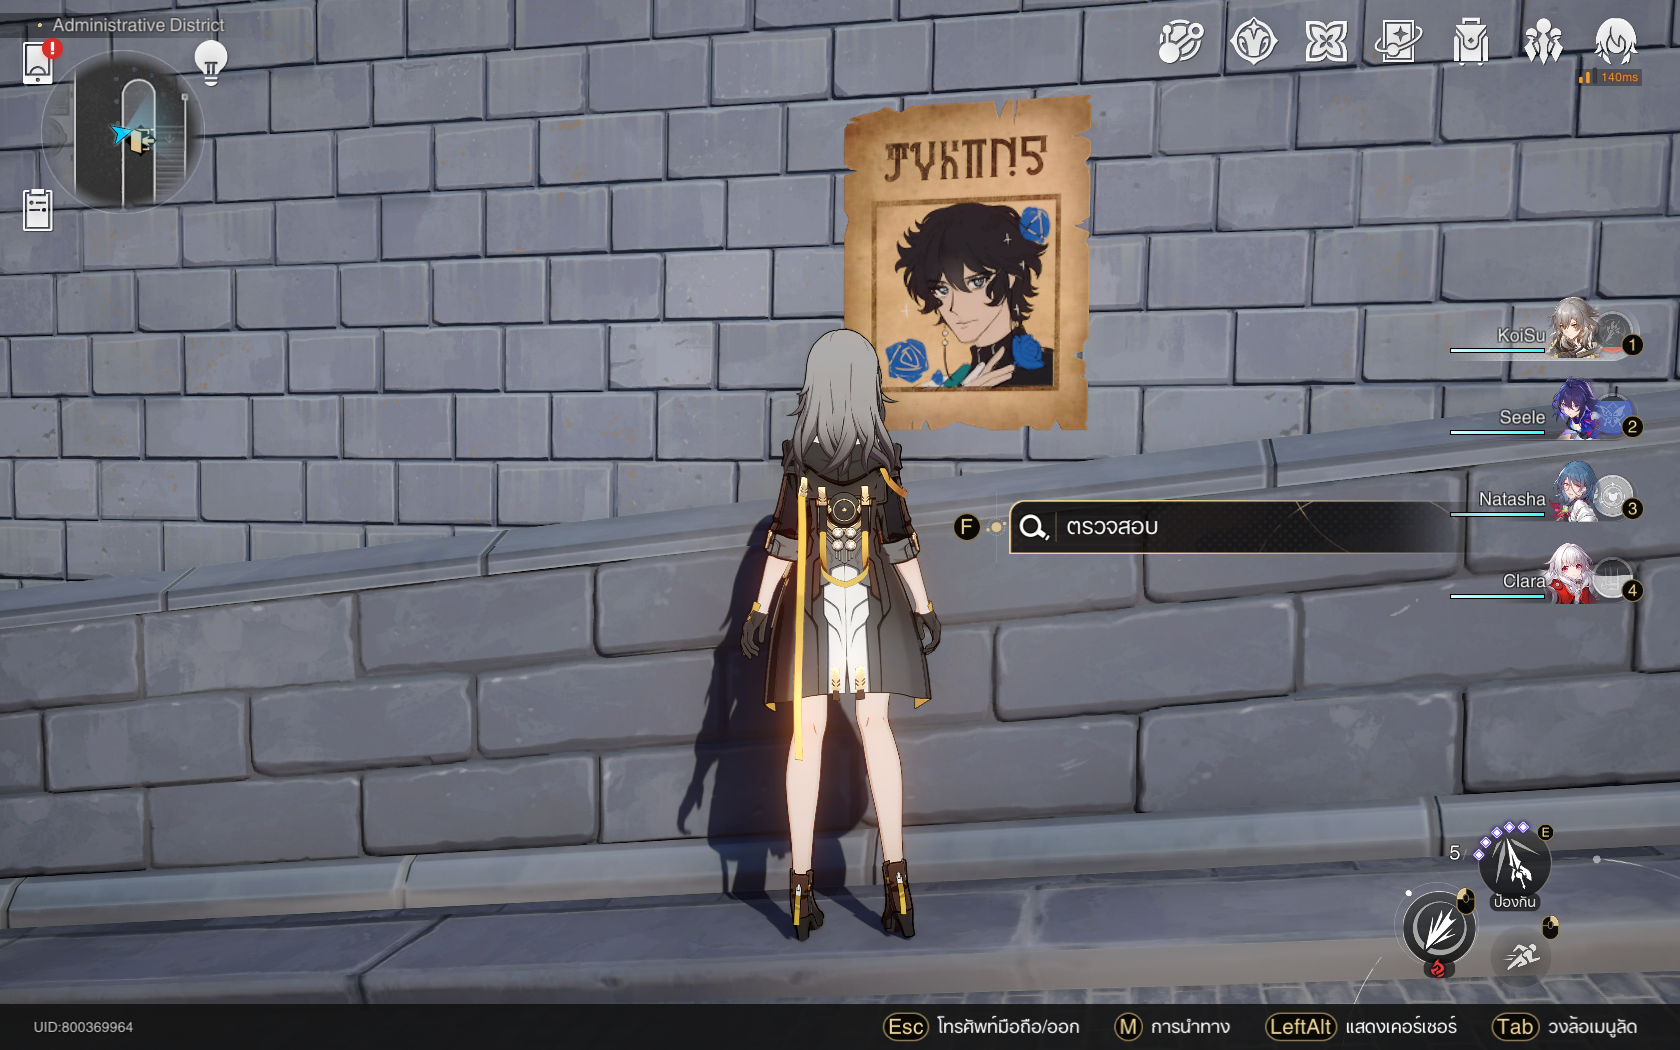 Administrative District
140ms
KoiSu
1
Seele
2
Natasha
3
Clara
4
F
ตรวจสอบ
5
E
ป้องกัน
UID:800369964
Esc โทรศัพท์มือถือ/ออก
M การนำทาง
LeftAlt แสดงเคอร์เซอร์
Tab วงล้อเมนูลัด